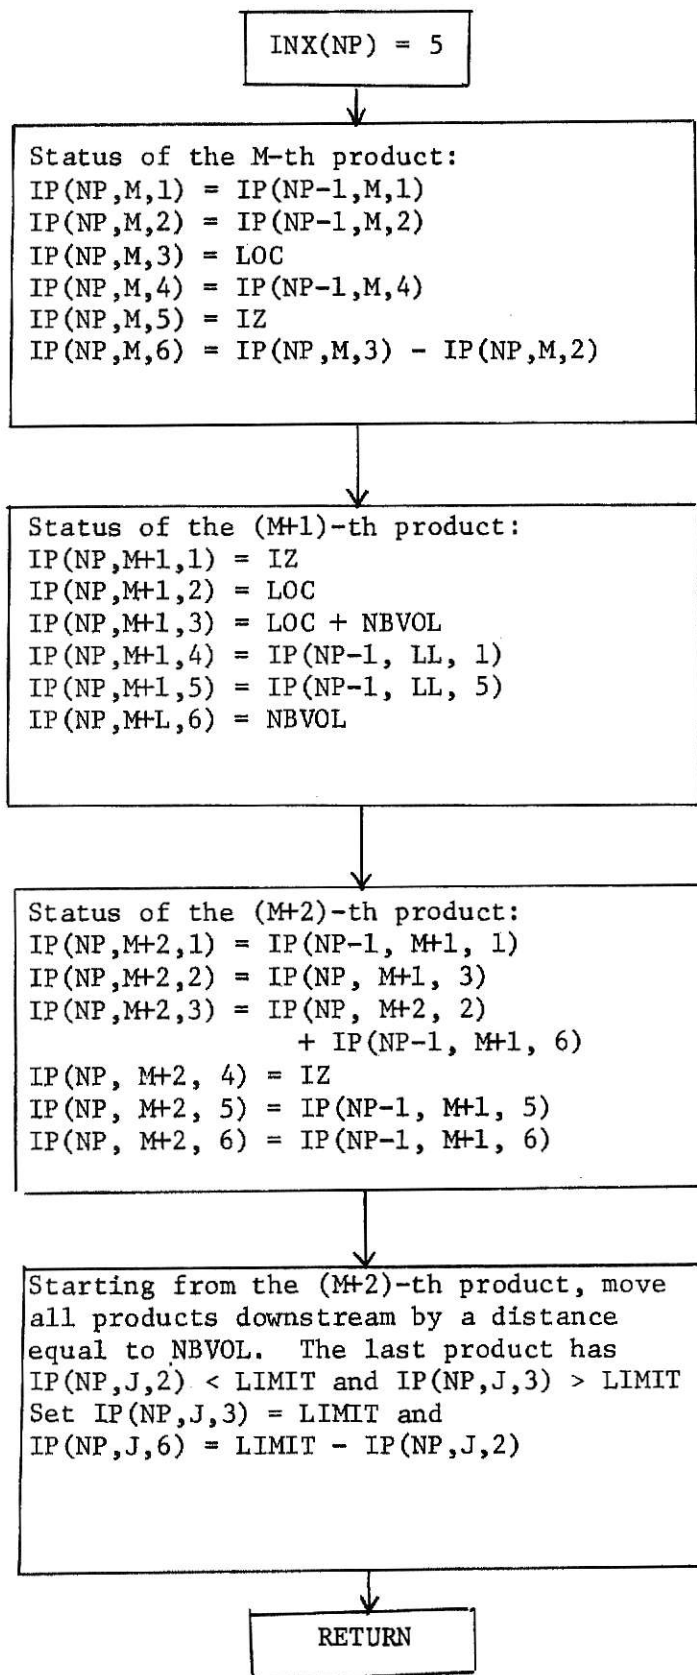 INX(NP) = 5
Status of the M-th product:
IP(NP,M,1) = IP(NP-1,M,1)
IP(NP,M,2) = IP(NP-1,M,2)
IP(NP,M,3) = LOC
IP(NP,M,4) = IP(NP-1,M,4)
IP(NP,M,5) = IZ
IP(NP,M,6) = IP(NP,M,3) - IP(NP,M,2)
Status of the (M+1)-th product:
IP(NP,M+1,1) = IZ
IP(NP,M+1,2) = LOC
IP(NP,M+1,3) = LOC + NBVOL
IP(NP,M+1,4) = IP(NP-1, LL, 1)
IP(NP,M+1,5) = IP(NP-1, LL, 5)
IP(NP,M+L,6) = NBVOL
Status of the (M+2)-th product:
IP(NP,M+2,1) = IP(NP-1, M+1, 1)
IP(NP,M+2,2) = IP(NP, M+1, 3)
IP(NP,M+2,3) = IP(NP, M+2, 2)
+ IP(NP-1, M+1, 6)
IP(NP, M+2, 4) = IZ
IP(NP, M+2, 5) = IP(NP-1, M+1, 5)
IP(NP, M+2, 6) = IP(NP-1, M+1, 6)
Starting from the (M+2)-th product, move
all products downstream by a distance
equal to NBVOL. The last product has
IP(NP,J,2) < LIMIT and IP(NP,J,3) > LIMIT
Set IP(NP,J,3) = LIMIT and
IP(NP,J,6) = LIMIT - IP(NP,J,2)
RETURN